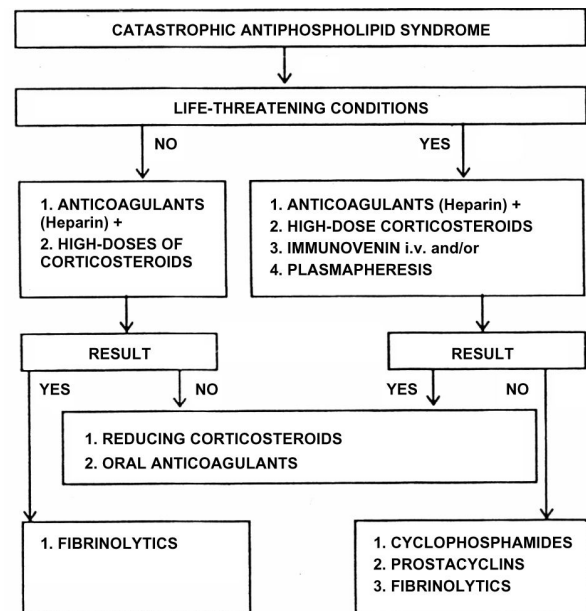 CATASTROPHIC ANTIPHOSPHOLIPID SYNDROME
LIFE-THREATENING CONDITIONS
NO
YES
1. ANTICOAGULANTS
(Heparin) +
2. HIGH-DOSES OF
CORTICOSTEROIDS
1. ANTICOAGULANTS (Heparin) +
2. HIGH-DOSE CORTICOSTEROIDS
3. IMMUNOVENIN i.v. and/or
4. PLASMAPHERESIS
RESULT
RESULT
YES
NO
YES
NO
1. REDUCING CORTICOSTEROIDS
2. ORAL ANTICOAGULANTS
1. FIBRINOLYTICS
1. CYCLOPHOSPHAMIDES
2. PROSTACYCLINS
3. FIBRINOLYTICS